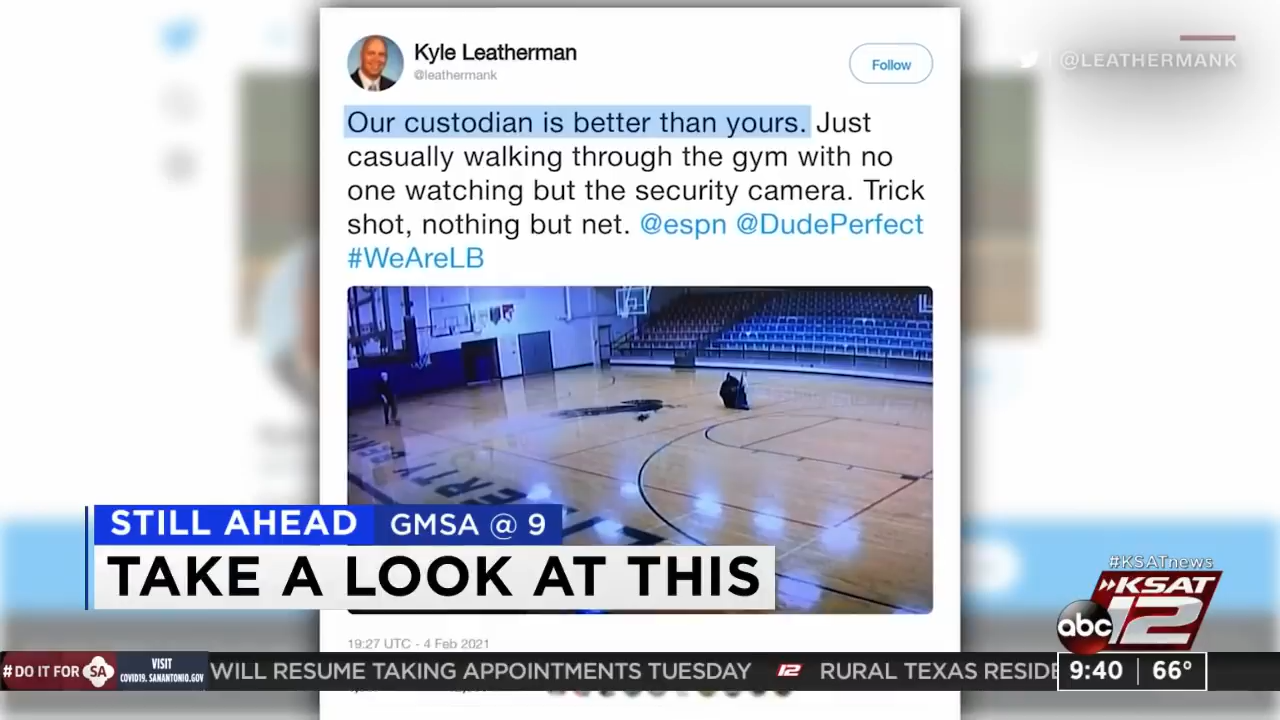 Kyle Leatherman
@leathermank
Follow
@LEATHERMANK
Our custodian is better than yours. Just
casually walking through the gym with no
one watching but the security camera. Trick
shot, nothing but net. @espn @DudePerfect
#WeAreLB
STILL AHEAD GMSA @ 9
TAKE A LOOK AT THIS
19:27 UTC - 4 Feb 2021
#KSATnews
KSAT
12
abc
#DO IT FOR SA
VISIT
COVID19.SANANTONIO.GOV
WILL RESUME TAKING APPOINTMENTS TUESDAY 12 RURAL TEXAS RESIDE
9:40 66°